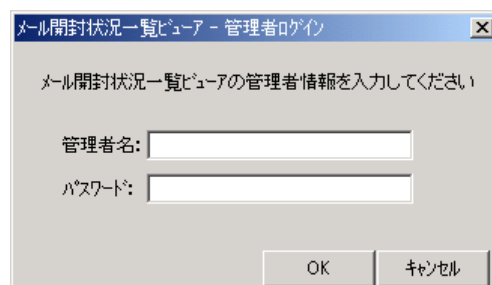 メール開封状況一覧ビューア - 管理者ログイン
メール開封状況一覧ビューアの管理者情報を入力してください
管理者名:
パスワード:
OK キャンセル